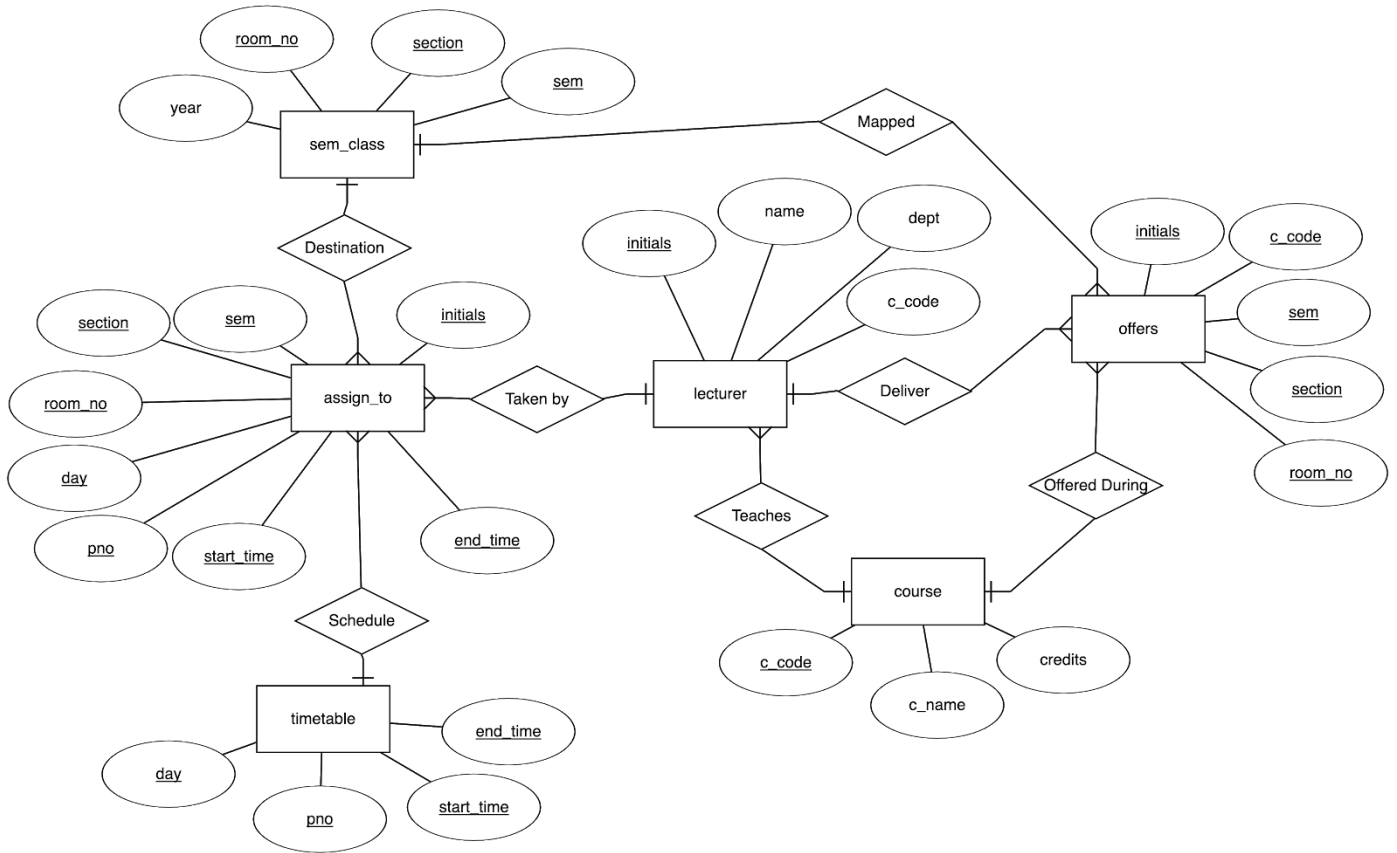 room_no
section
sem
year
sem_class
Mapped
Destination
initials
name
dept
c_code
initials
c_code
sem
section
room_no
offers
section
sem
initials
room_no
assign_to
Taken by
lecturer
Deliver
day
pno
start_time
end_time
Teaches
Offered During
Schedule
course
c_code
c_name
credits
timetable
end_time
day
pno
start_time